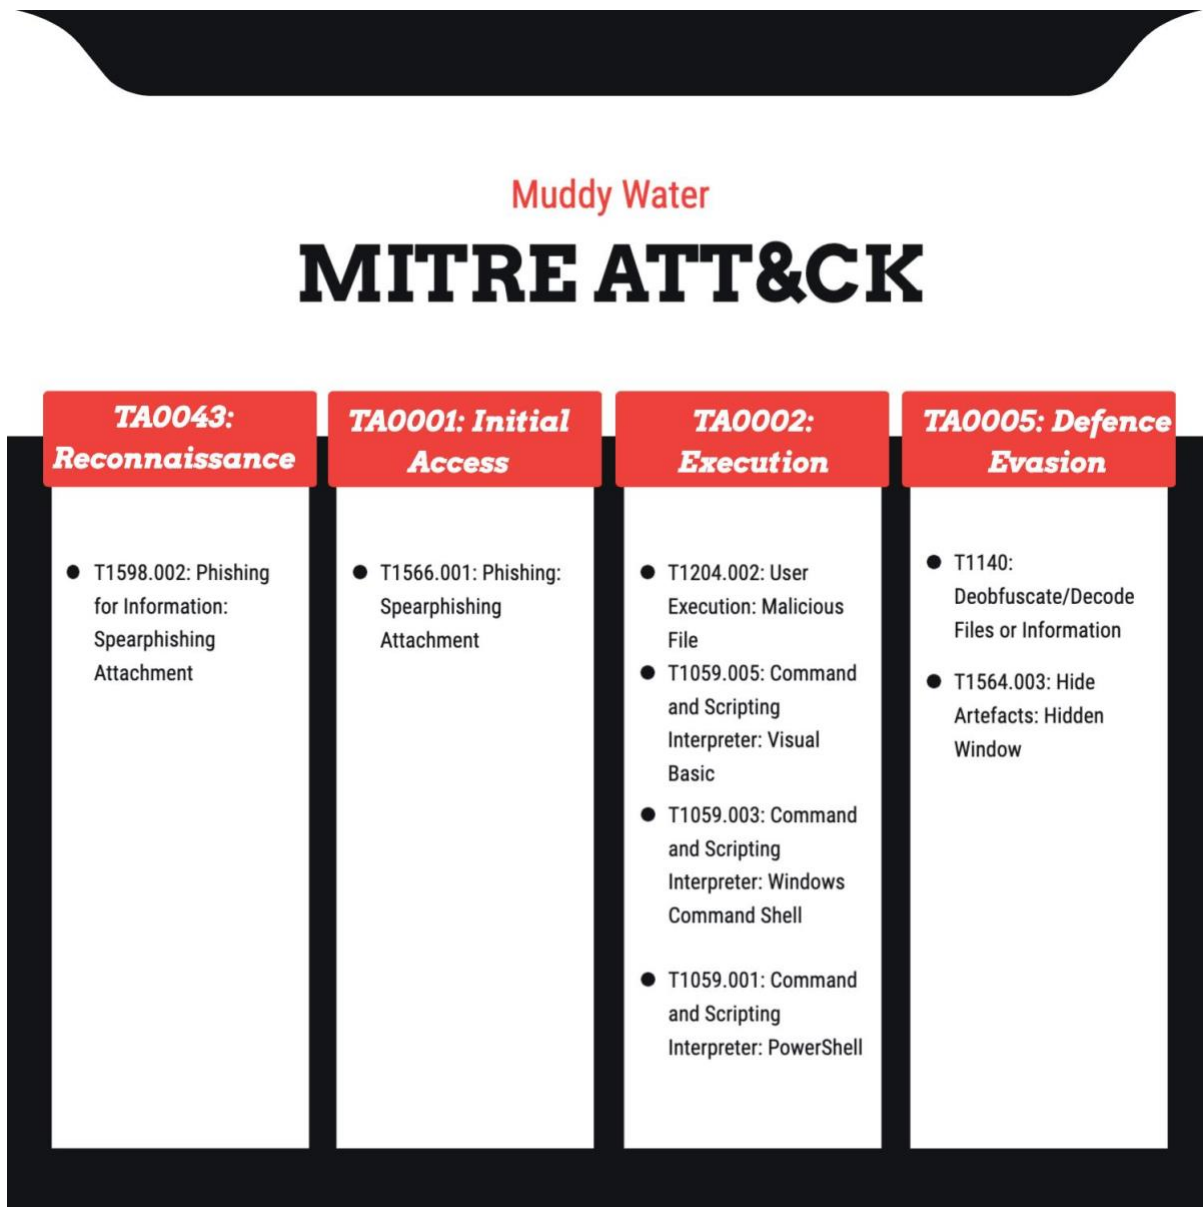 Muddy Water
MITRE ATT&CK
TA0043:
Reconnaissance
T1598.002: Phishing
for Information:
Spearphishing
Attachment
TA0001: Initial
Access
T1566.001: Phishing:
Spearphishing
Attachment
TA0002:
Execution
T1204.002: User
Execution: Malicious
File
T1059.005: Command
and Scripting
Interpreter: Visual
Basic
T1059.003: Command
and Scripting
Interpreter: Windows
Command Shell
T1059.001: Command
and Scripting
Interpreter: PowerShell
TA0005: Defence
Evasion
T1140:
Deobfuscate/Decode
Files or Information
T1564.003: Hide
Artefacts: Hidden
Window